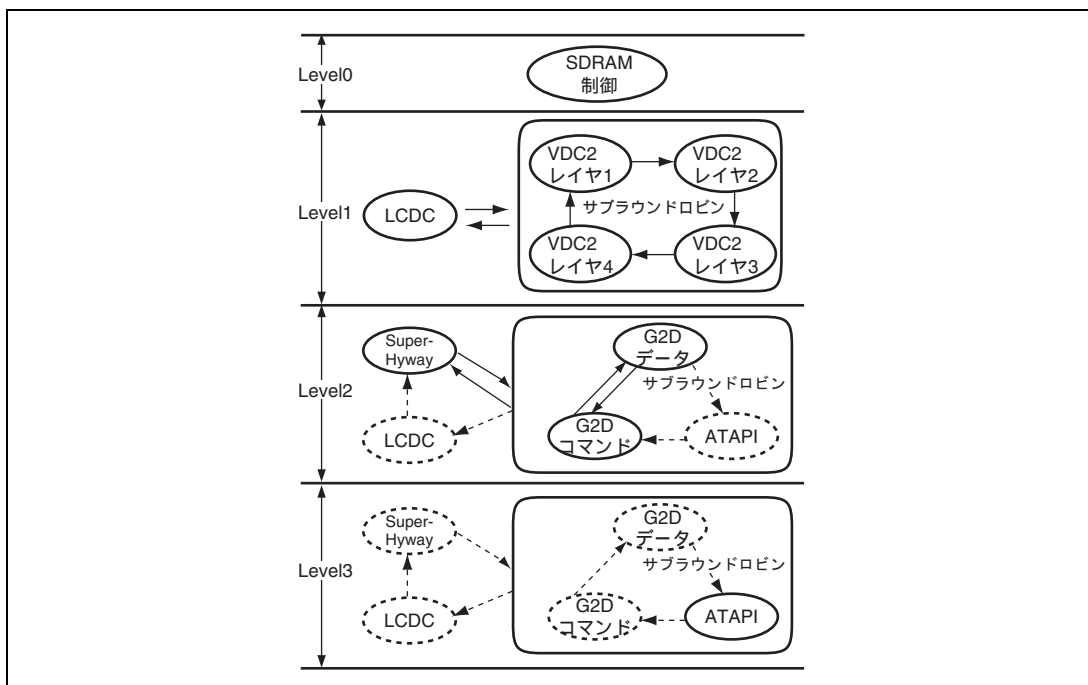 Level0
SDRAM
制御
Level1
LCDC
VDC2
レイヤ1
VDC2
レイヤ2
サブラウンドロビン
VDC2
レイヤ4
VDC2
レイヤ3
Level2
Super-
Hyway
LCDC
G2D
データ
サブラウンドロビン
G2D
コマンド
ATAPI
Level3
Super-
Hyway
LCDC
G2D
データ
サブラウンドロビン
G2D
コマンド
ATAPI